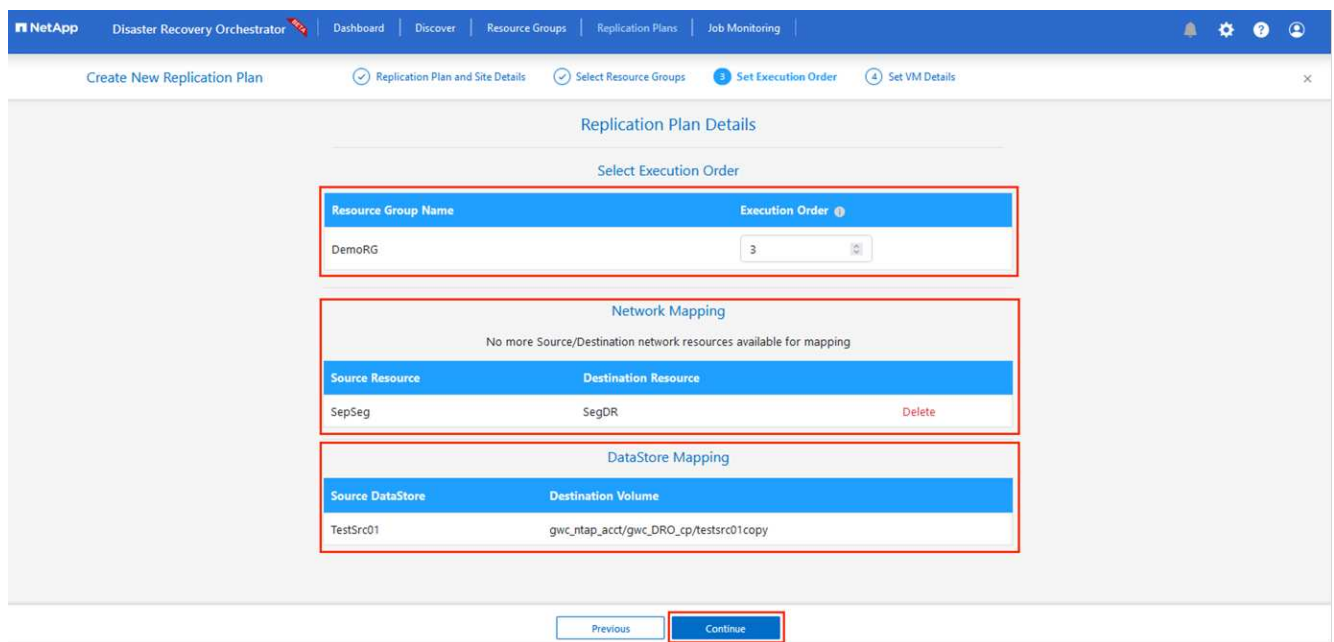 NetApp Disaster Recovery Orchestrator BETA Dashboard Discover Resource Groups Replication Plans Job Monitoring ?
Create New Replication Plan Replication Plan and Site Details Select Resource Groups 3 Set Execution Order 4 Set VM Details ×
Replication Plan Details
Select Execution Order
Resource Group Name Execution Order
DemoRG 3
Network Mapping
No more Source/Destination network resources available for mapping
Source Resource Destination Resource
SepSeg SegDR Delete
DataStore Mapping
Source DataStore Destination Volume
TestSrc01 gwc_ntap_acct/gwc_DRO_cp/testsrc01copy
Previous Continue